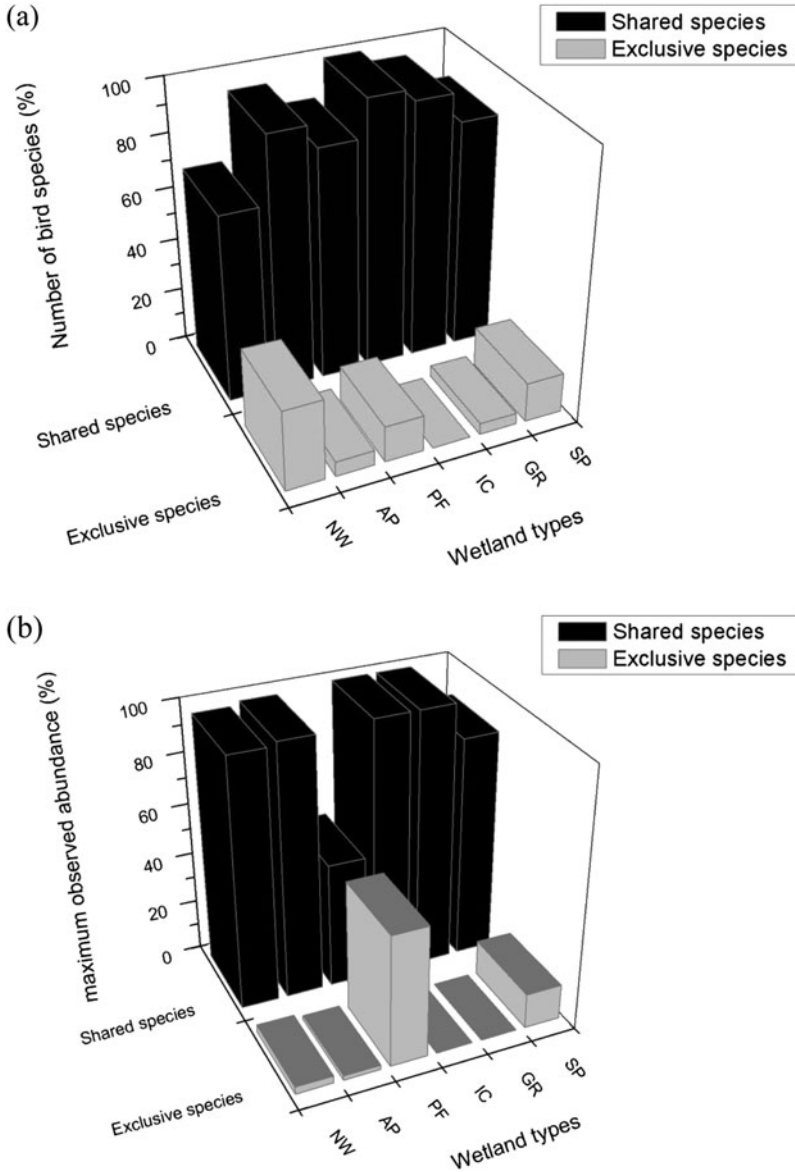 (a)
Shared species
Exclusive species
Number of bird species (%)
100
80
60
40
20
0
Shared species
Exclusive species
NW
AP
PF
IC
GR
SP
Wetland types
(b)
Shared species
Exclusive species
maximum observed abundance (%)
100
80
60
40
20
0
Shared species
Exclusive species
NW
AP
PF
IC
GR
SP
Wetland types